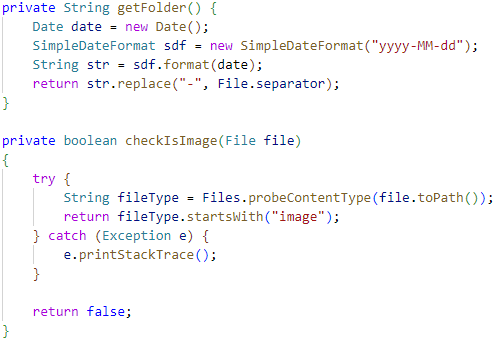 private String getFolder() {
    Date date = new Date();
    SimpleDateFormat sdf = new SimpleDateFormat("yyyy-MM-dd");
    String str = sdf.format(date);
    return str.replace("-", File.separator);
}

private boolean checkIsImage(File file)
{
    try {
        String fileType = Files.probeContentType(file.toPath());
        return fileType.startsWith("image");
    } catch (Exception e) {
        e.printStackTrace();
    }

    return false;
}